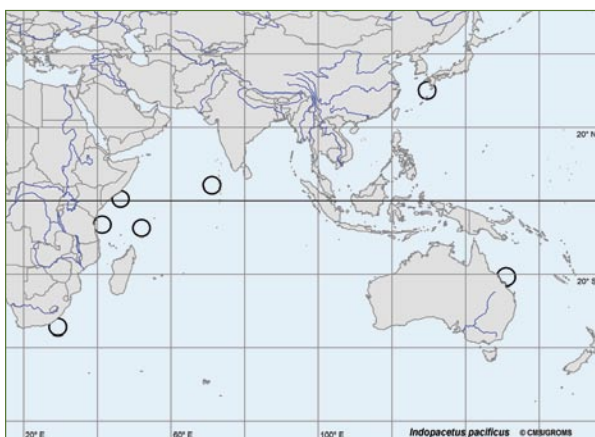 20° N
20° S
20° E
60° E
100° E
Indopacetus pacificus © CMS/GROMS